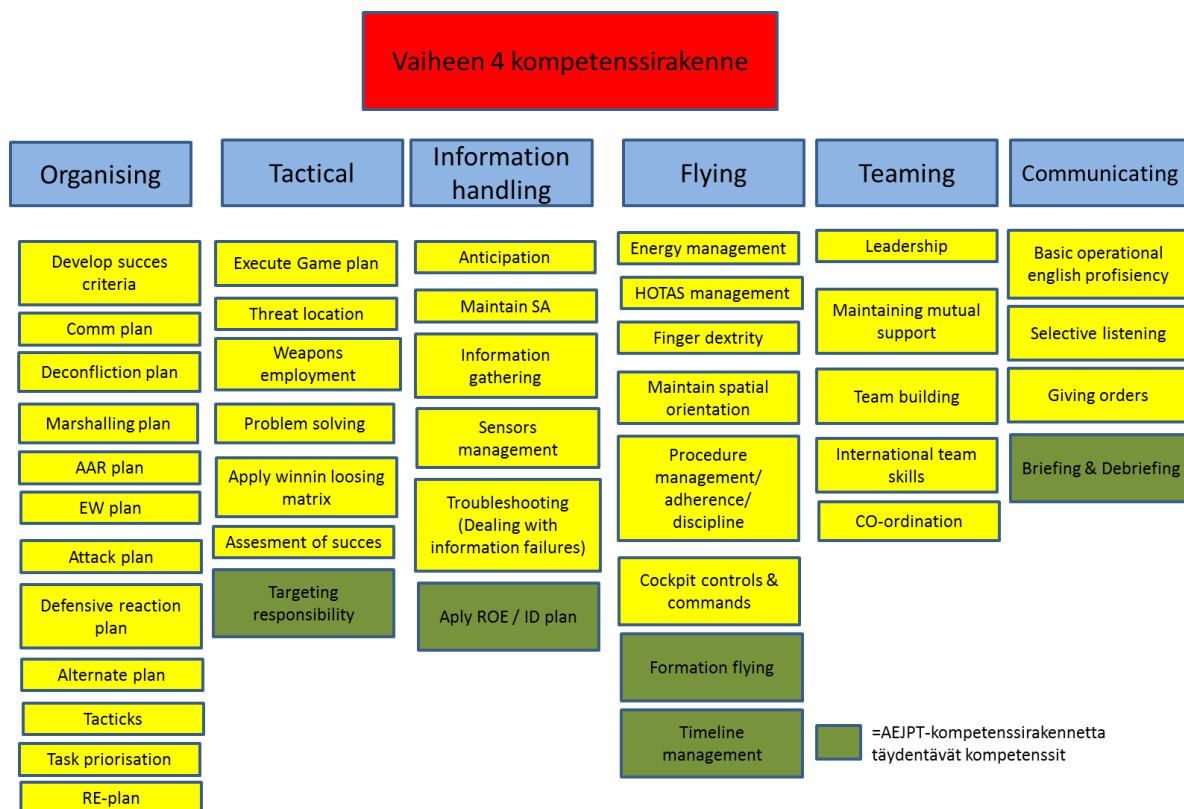 Vaiheen 4 kompetenssirakenne
Organising
Tactical
Information
handling
Flying
Teaming
Communicating
Develop succes
criteria
Comm plan
Deconfliction plan
Marshalling plan
AAR plan
EW plan
Attack plan
Defensive reaction
plan
Alternate plan
Tacticks
Task priorisation
RE-plan
Execute Game plan
Threat location
Weapons
employment
Problem solving
Apply winnin loosing
matrix
Assesment of succes
Targeting
responsibility
Anticipation
Maintain SA
Information
gathering
Sensors
management
Troubleshooting
(Dealing with
information failures)
Aply ROE / ID plan
Energy management
HOTAS management
Finger dextrity
Maintain spatial
orientation
Procedure
management/
adherence/
discipline
Cockpit controls &
commands
Formation flying
Timeline
management
Leadership
Maintaining mutual
support
Team building
International team
skills
CO-ordination
Basic operational
english profisiency
Selective listening
Giving orders
Briefing & Debriefing
=AEJPT-kompetenssirakennetta
täydentävät kompetenssit